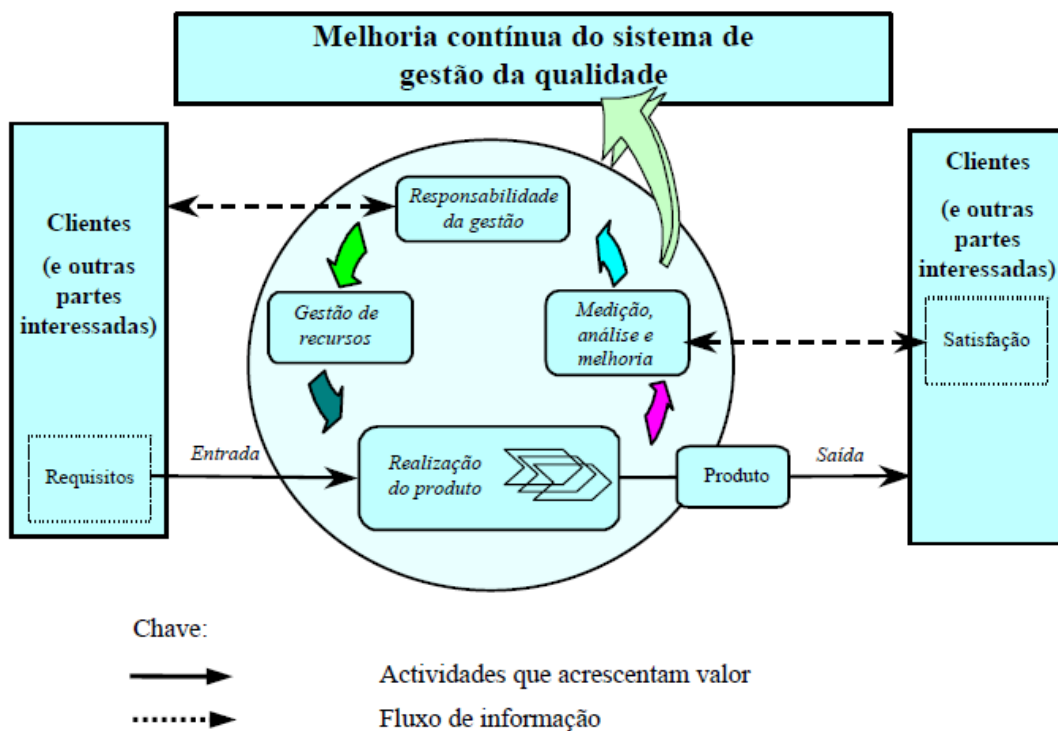 Melhoria contínua do sistema de
gestão da qualidade
Clientes
(e outras
partes
interessadas)
Requisitos
Entrada
Responsabilidade
da gestão
Gestão de
recursos
Medição,
análise e
melhoria
Realização
do produto
Produto
Saída
Clientes
(e outras
partes
interessadas)
Satisfação
Chave:
Actividades que acrescentam valor
Fluxo de informação